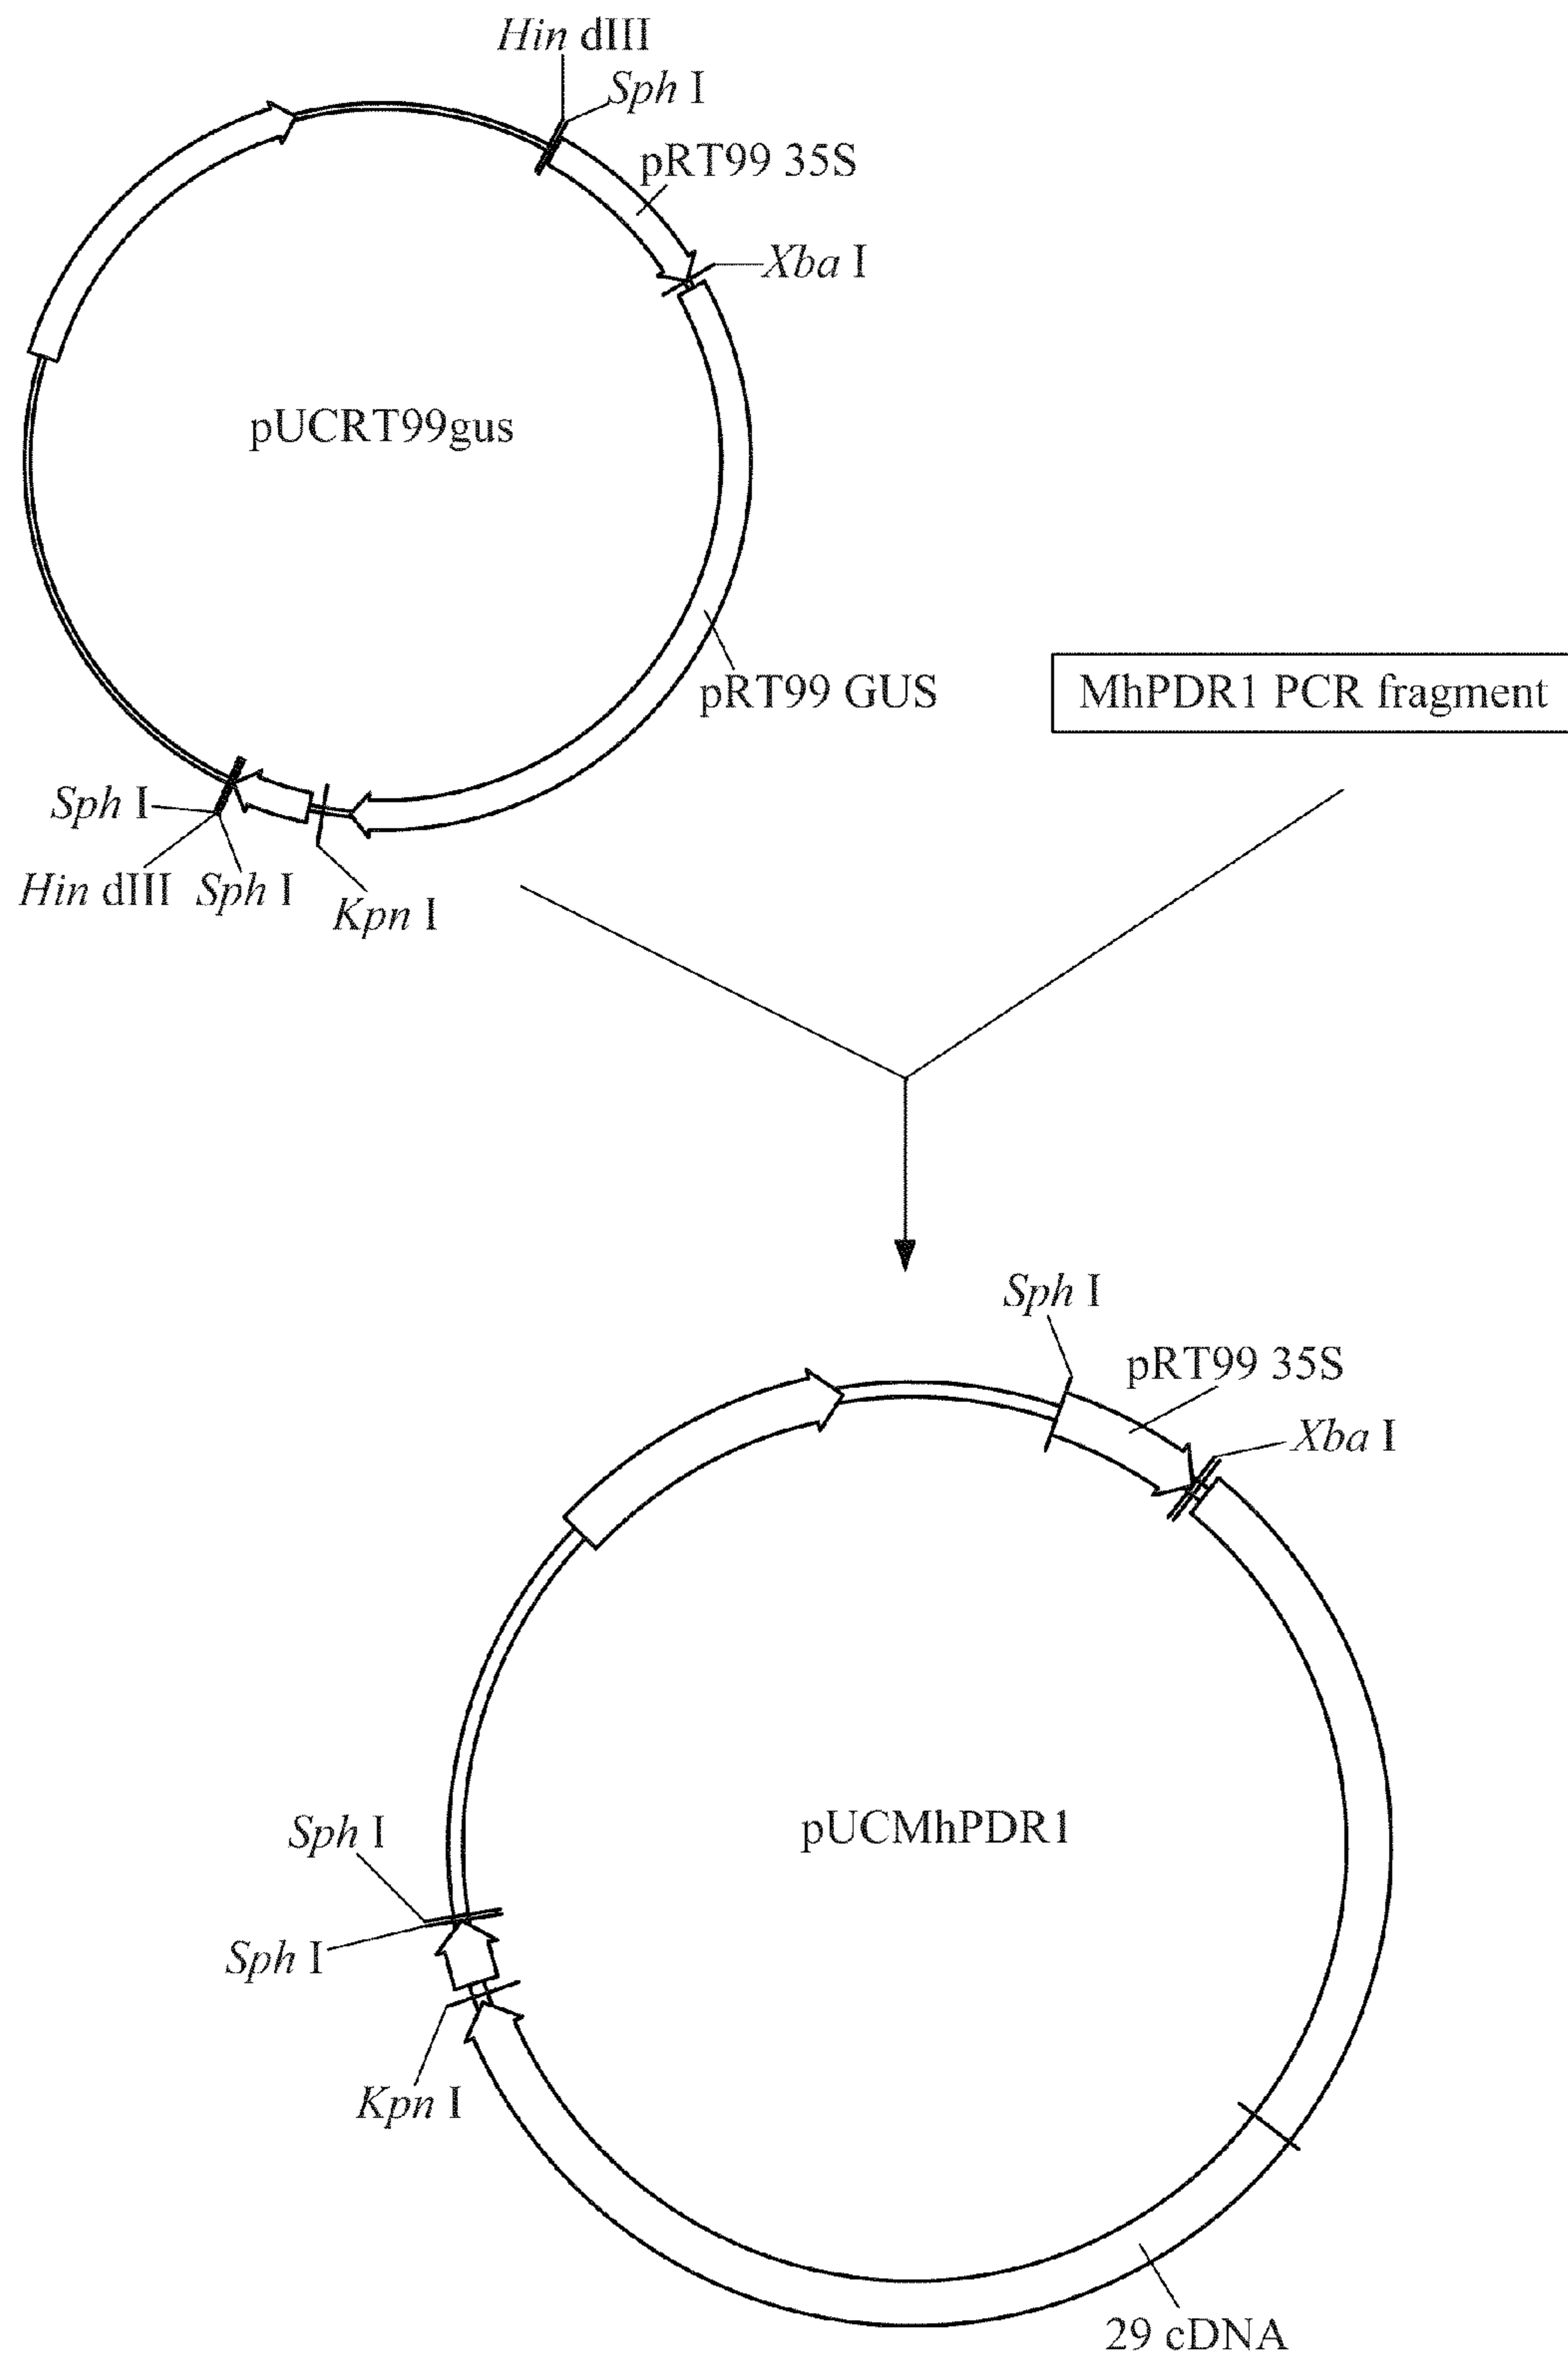 Hin dIII
Sph I
pRT99 35S
Xba I
pUCRT99gus
pRT99 GUS
MhPDR1 PCR fragment
Sph I
Hin dIII
Sph I
Kpn I
Sph I
pRT99 35S
Xba I
pUCMhPDR1
Sph I
Sph I
Kpn I
29 cDNA